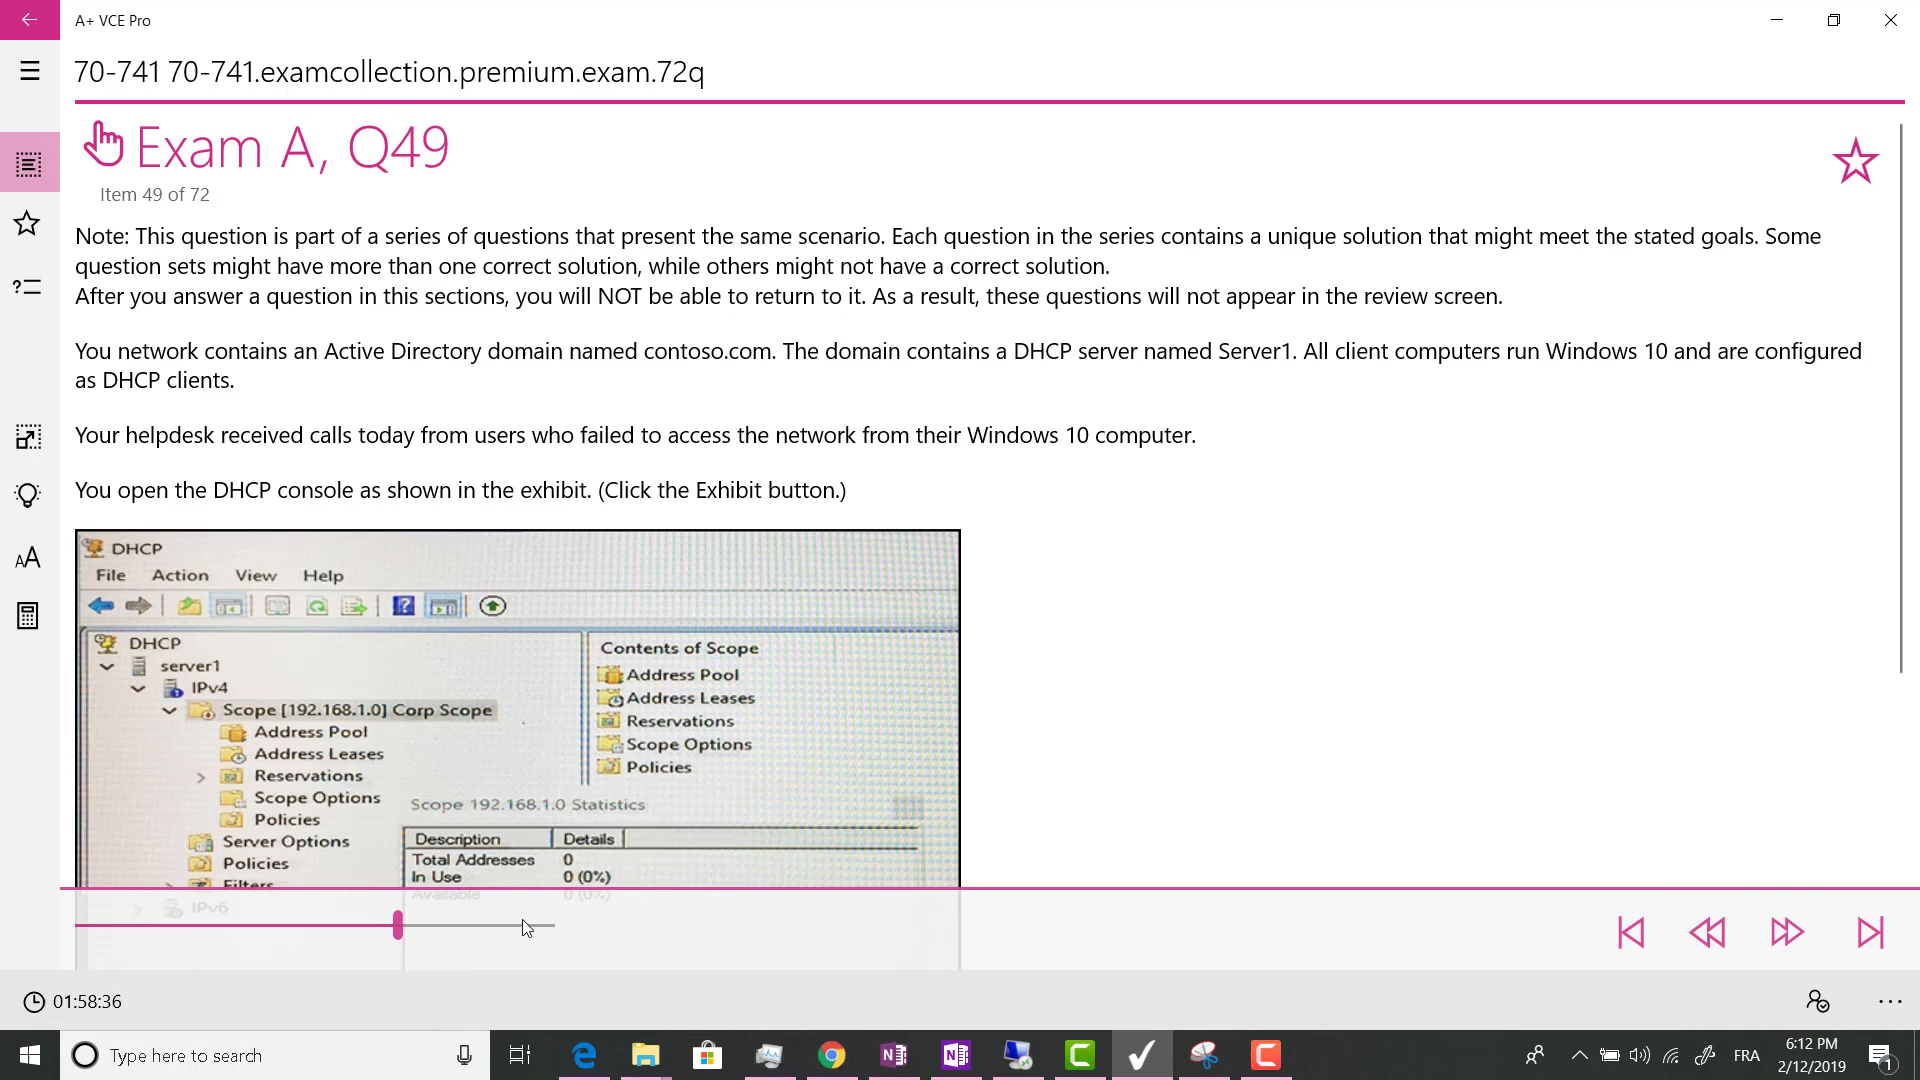 A+ VCE Pro
70-741 70-741.examcollection.premium.exam.72q
Exam A, Q49
Item 49 of 72
Note: This question is part of a series of questions that present the same scenario. Each question in the series contains a unique solution that might meet the stated goals. Some
question sets might have more than one correct solution, while others might not have a correct solution.
After you answer a question in this sections, you will NOT be able to return to it. As a result, these questions will not appear in the review screen.
You network contains an Active Directory domain named contoso.com. The domain contains a DHCP server named Server1. All client computers run Windows 10 and are configured
as DHCP clients.
Your helpdesk received calls today from users who failed to access the network from their Windows 10 computer.
You open the DHCP console as shown in the exhibit. (Click the Exhibit button.)
DHCP
File Action View Help
DHCP
server1
IPv4
Scope [192.168.1.0] Corp Scope
Address Pool
Address Leases
Reservations
Scope Options
Policies
Server Options
Policies
Filters
IPv6
Contents of Scope
Address Pool
Address Leases
Reservations
Scope Options
Policies
Scope 192.168.1.0 Statistics
Description Details
Total Addresses 0
In Use 0 (0%)
Available 0 (0%)
01:58:36
Type here to search
FRA
6:12 PM
2/12/2019
1